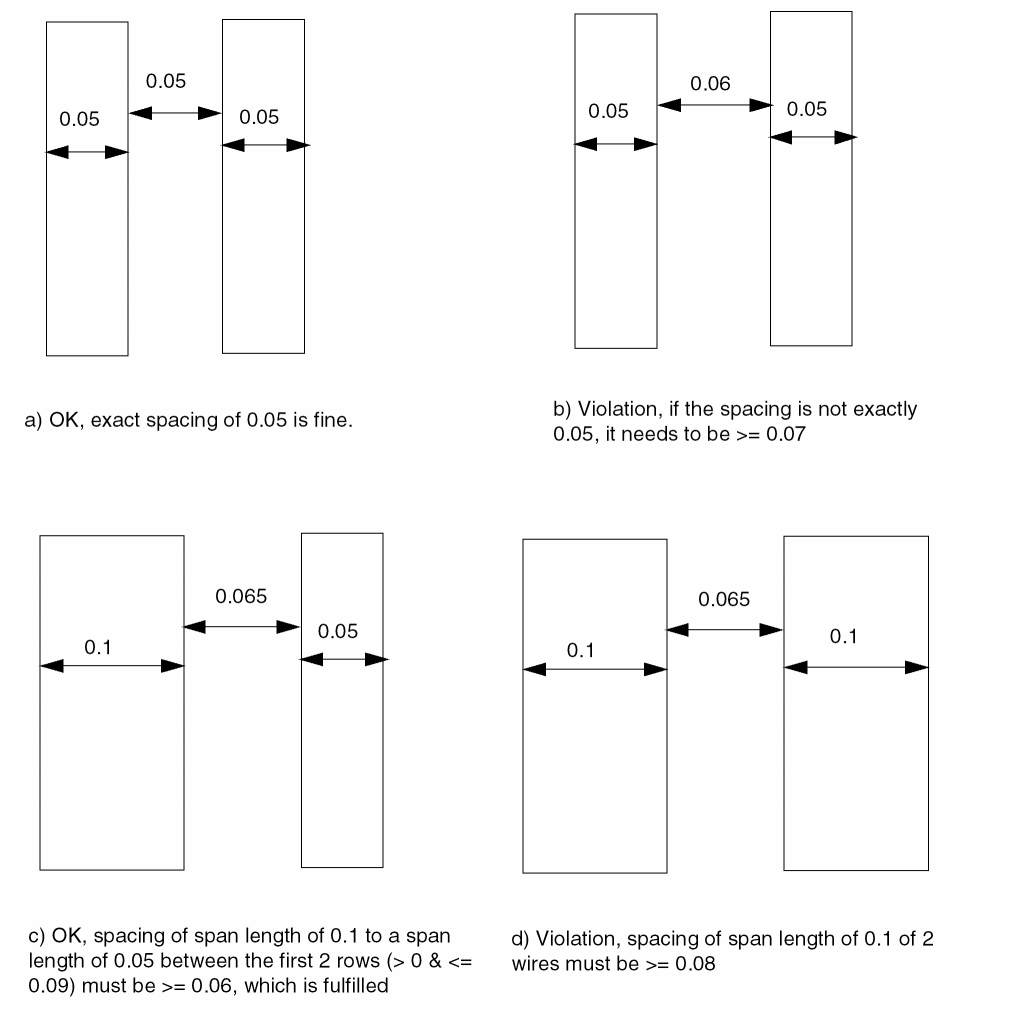 0.05
0.05
0.05
0.06
0.05
0.05
a) OK, exact spacing of 0.05 is fine.
b) Violation, if the spacing is not exactly
0.05, it needs to be >= 0.07
0.065
0.1
0.05
0.065
0.1
0.1
c) OK, spacing of span length of 0.1 to a span
length of 0.05 between the first 2 rows (> 0 & <=
0.09) must be >= 0.06, which is fulfilled
d) Violation, spacing of span length of 0.1 of 2
wires must be >= 0.08